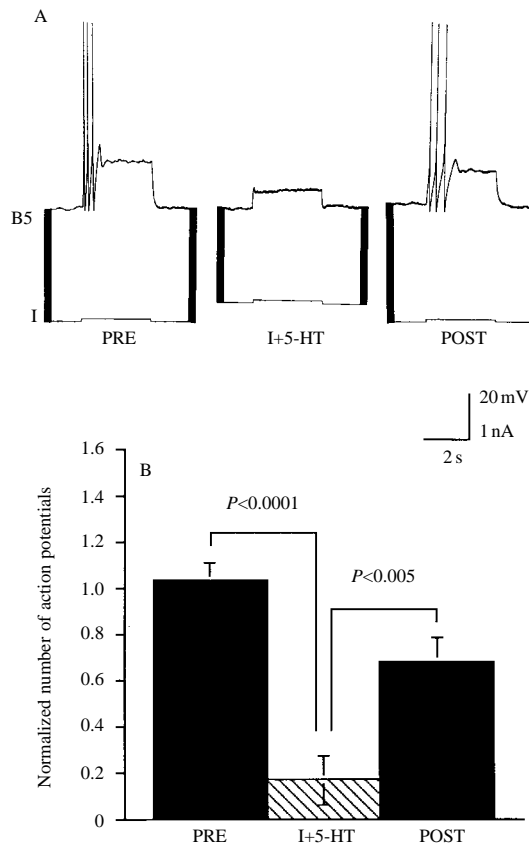 A
B5
I
PRE
I+5-HT
POST
20 mV
1 nA
2 s
B
1.6
1.4
1.2
1.0
0.8
0.6
0.4
0.2
0
Normalized number of action potentials
P<0.0001
P<0.005
PRE
I+5-HT
POST